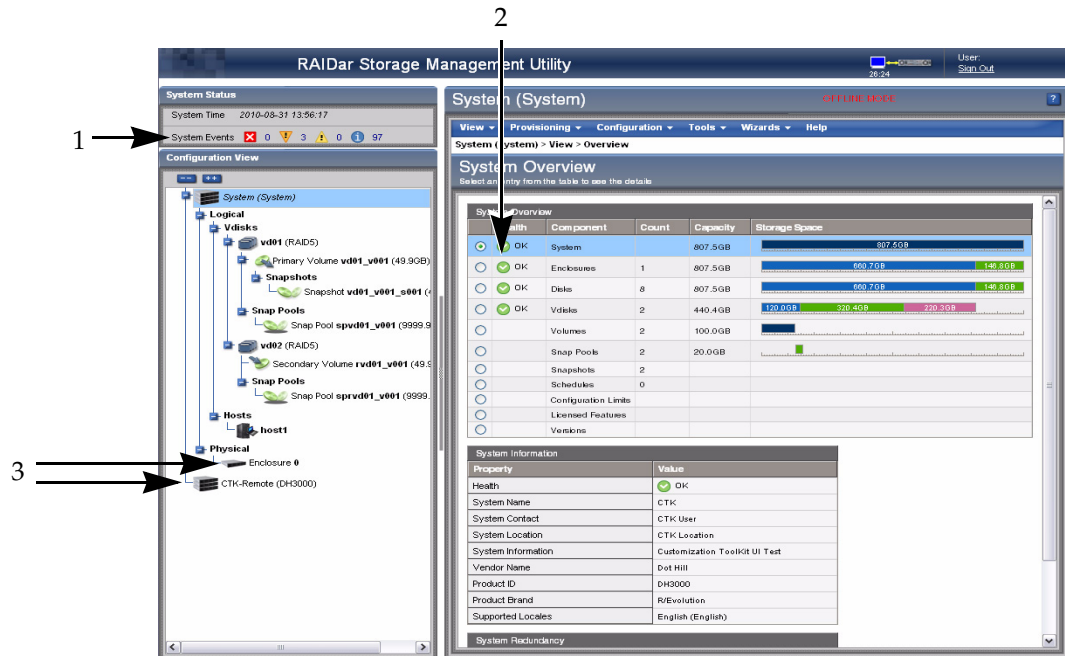 2
RAIDar Storage Management Utility
26:24
User:
Sign Out
System Status
System Time 2010-08-31 13:56:17
1
System Events 0 3 0 97
Configuration View
System (System)
Logical
Vdisks
vd01 (RAID5)
Primary Volume vd01_v001 (49.9GB)
Snapshots
Snapshot vd01_v001_s001 (
Snap Pools
Snap Pool spvd01_v001 (9999.9
vd02 (RAID5)
Secondary Volume rvd01_v001 (49.9
Snap Pools
Snap Pool sprvd01_v001 (9999.
Hosts
host1
Physical
3
Enclosure 0
CTK-Remote (DH3000)
System (System)
?
View Provisioning Configuration Tools Wizards Help
System (System) > View > Overview
System Overview
Select an entry from the table to see the details
System Overview
Health Component Count Capacity Storage Space
OK System 807.5GB 807.5GB
OK Enclosures 1 807.5GB 660.7GB 146.8GB
OK Disks 8 807.5GB 660.7GB 146.8GB
OK Vdisks 2 440.4GB 120.0GB 320.4GB 220.3GB
Volumes 2 100.0GB
Snap Pools 2 20.0GB
Snapshots 2
Schedules 0
Configuration Limits
Licensed Features
Versions
System Information
Property Value
Health OK
System Name CTK
System Contact CTK User
System Location CTK Location
System Information Customization ToolKit UI Test
Vendor Name Dot Hill
Product ID DH3000
Product Brand R/Evolution
Supported Locales English (English)
System Redundancy